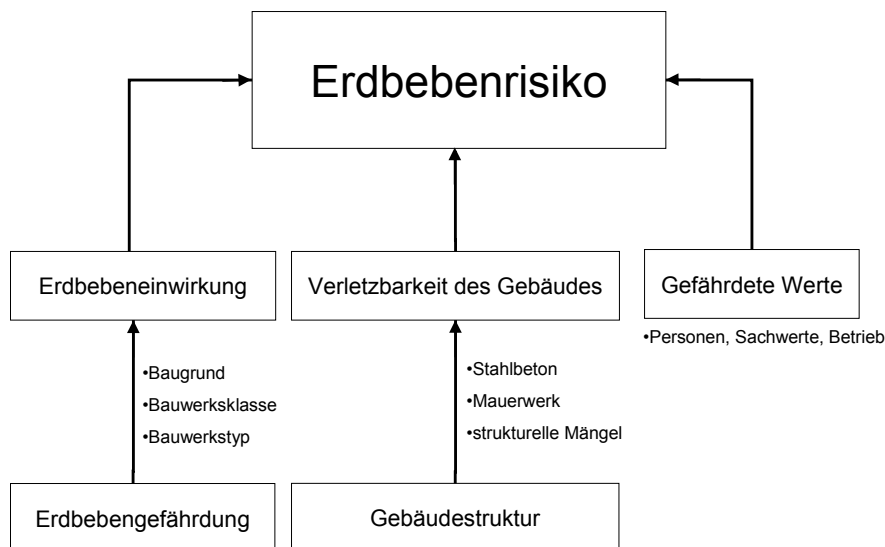 Erdbebenrisiko
Erdbebeneinwirkung
Verletzbarkeit des Gebäudes
Gefährdete Werte
•Personen, Sachwerte, Betrieb
•Baugrund
•Bauwerksklasse
•Bauwerkstyp
•Stahlbeton
•Mauerwerk
•strukturelle Mängel
Erdbebengefährdung
Gebäudestruktur